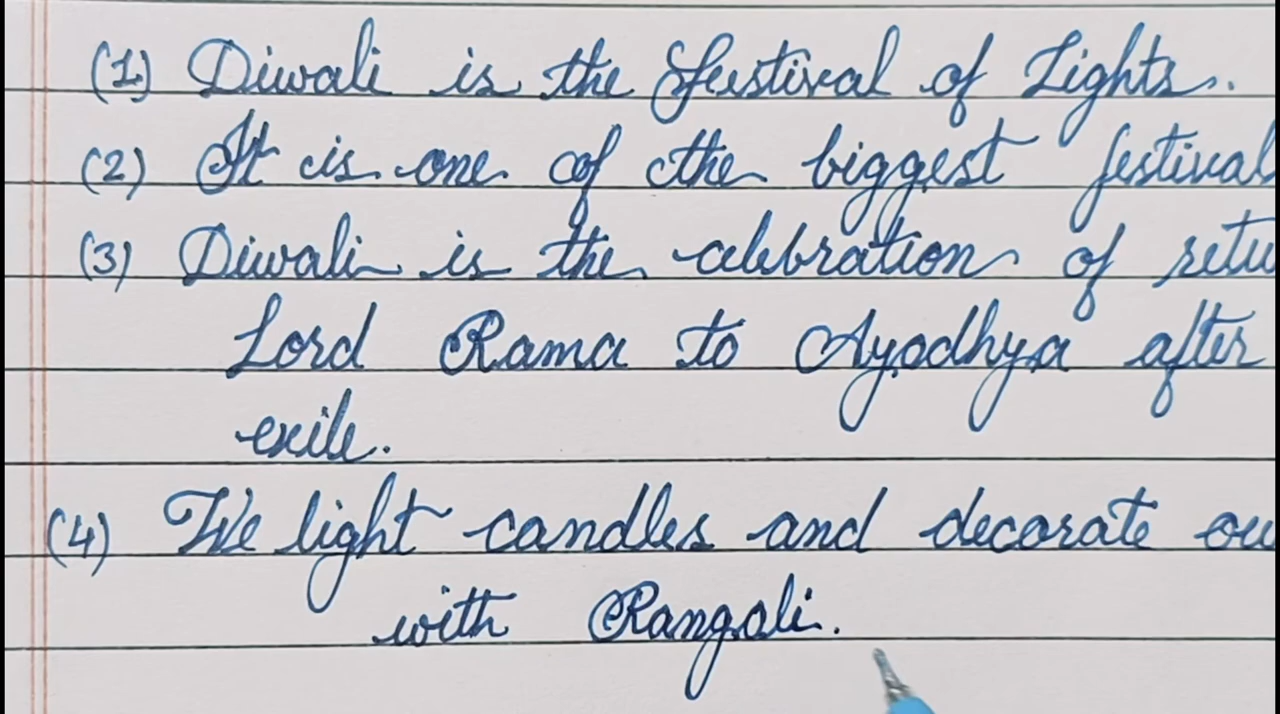 (1) Diwali is the festival of Lights.
(2) It is one of the biggest festival
(3) Diwali is the celebration of retu
Lord Rama to Ayodhya after
exile.
(4) We light candles and decorate ou
with Rangoli.